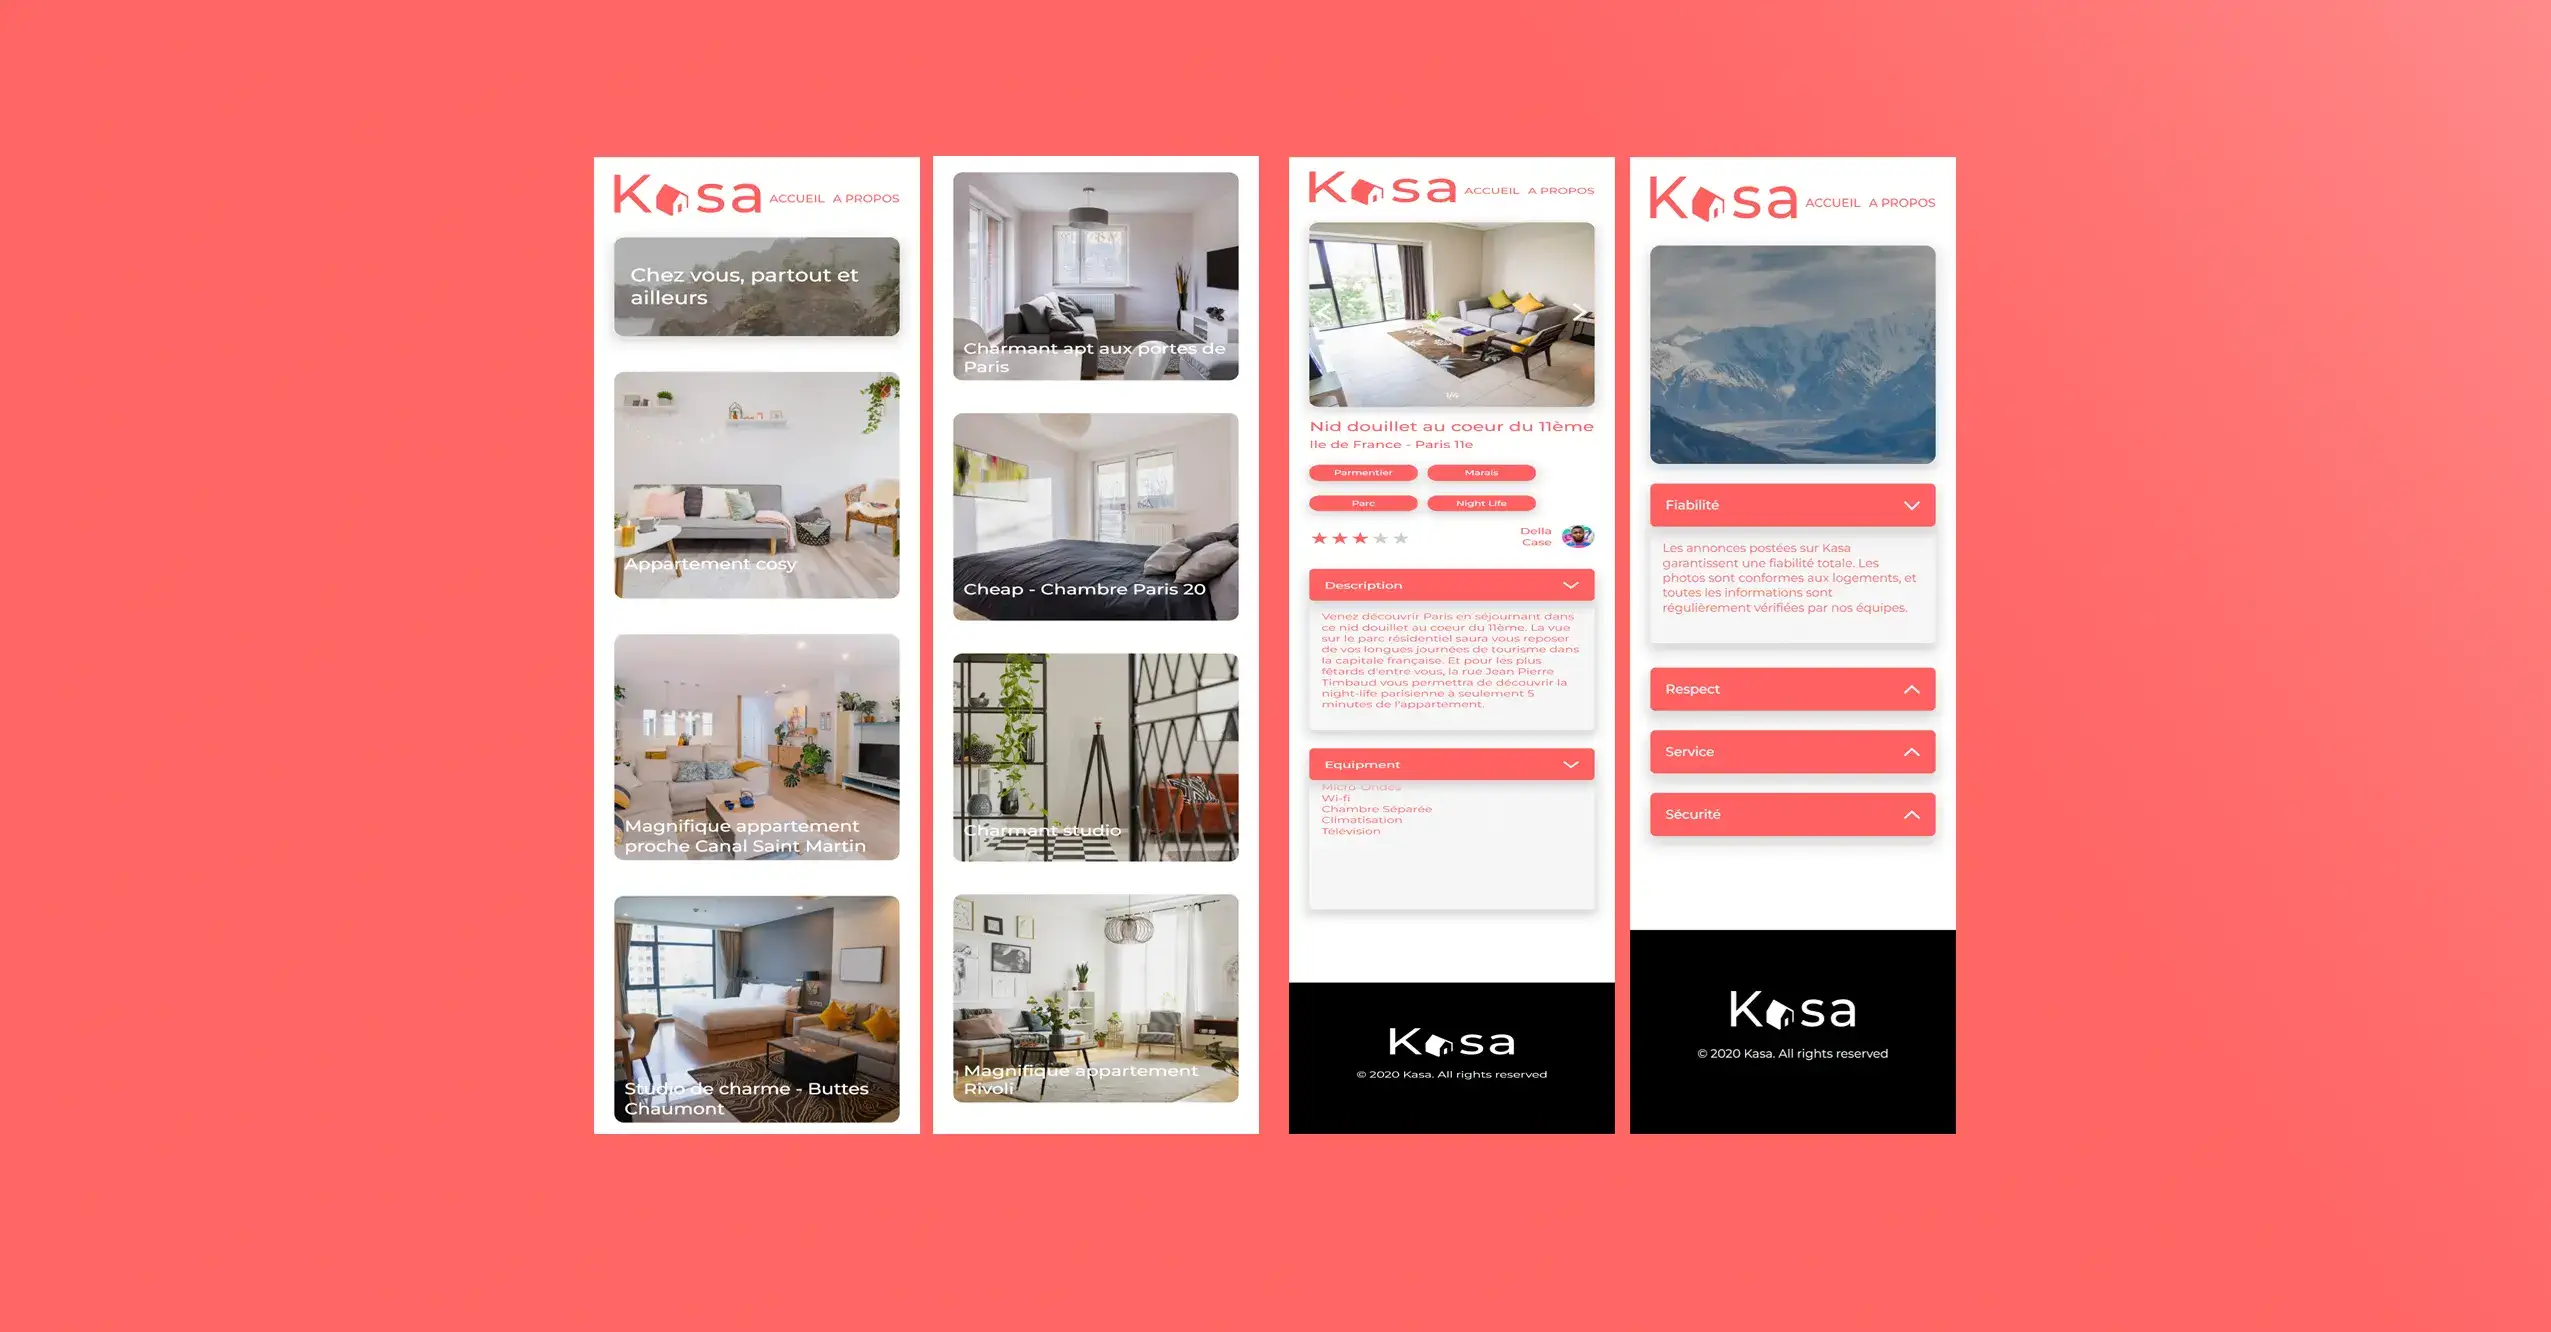 Kasa ACCUEIL A PROPOS
Chez vous, partout et
ailleurs
Appartement cosy
Magnifique appartement
proche Canal Saint Martin
Studio de charme - Buttes
Chaumont
Charmant apt aux portes de
Paris
Cheap - Chambre Paris 20
Charmant studio
Magnifique appartement
Rivoli
Kasa ACCUEIL A PROPOS
1/4
Nid douillet au coeur du 11ème
Ile de France - Paris 11e
Parmentier Marais
Parc Night Life
Della
Case
Description
Venez découvrir Paris en séjournant dans
ce nid douillet au coeur du 11ème. La vue
sur le parc résidentiel saura vous reposer
de vos longues journées de tourisme dans
la capitale française. Et pour les plus
fêtards d'entre vous, la rue Jean Pierre
Timbaud vous permettra de découvrir la
night-life parisienne à seulement 5
minutes de l'appartement.
Equipment
Micro-Ondes
Wi-fi
Chambre Séparée
Climatisation
Télévision
Kasa
© 2020 Kasa. All rights reserved
Kasa ACCUEIL A PROPOS
Fiabilité
Les annonces postées sur Kasa
garantissent une fiabilité totale. Les
photos sont conformes aux logements, et
toutes les informations sont
régulièrement vérifiées par nos équipes.
Respect
Service
Sécurité
Kasa
© 2020 Kasa. All rights reserved